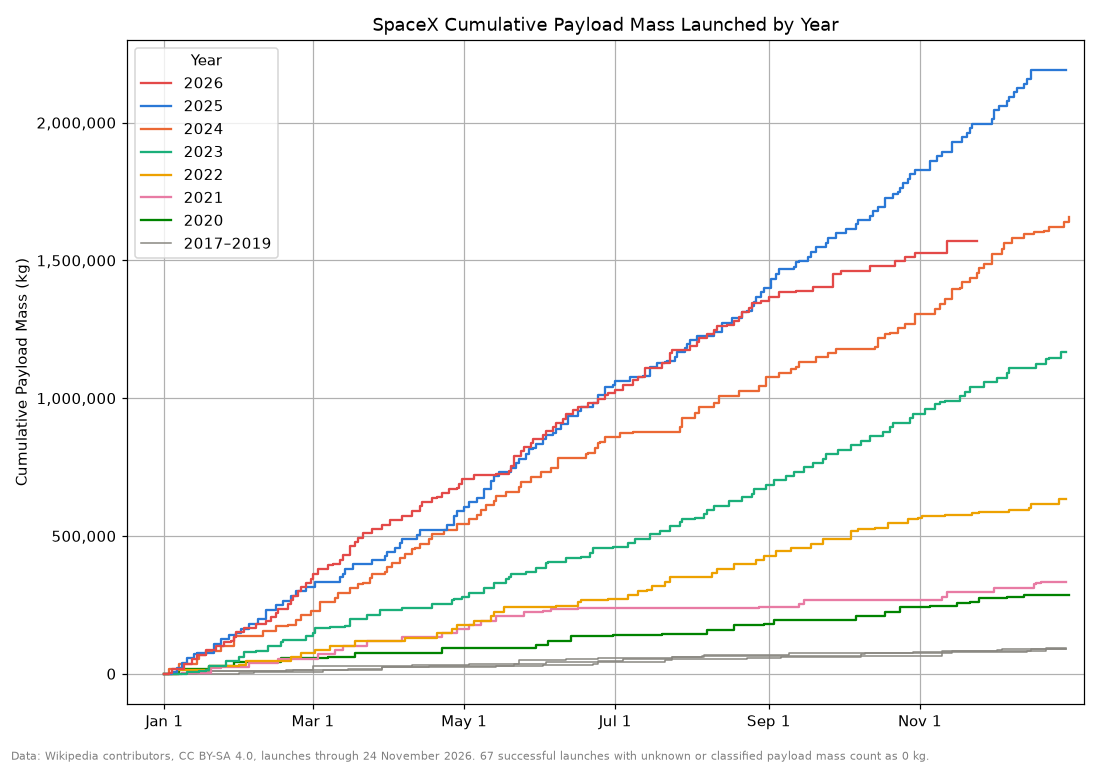 SpaceX Cumulative Payload Mass Launched by Year
Year
2026
2025
2024
2023
2022
2021
2020
2017–2019
Cumulative Payload Mass (kg)
2,000,000
1,500,000
1,000,000
500,000
0
Jan 1
Mar 1
May 1
Jul 1
Sep 1
Nov 1
Data: Wikipedia contributors, CC BY-SA 4.0, launches through 24 November 2026. 67 successful launches with unknown or classified payload mass count as 0 kg.